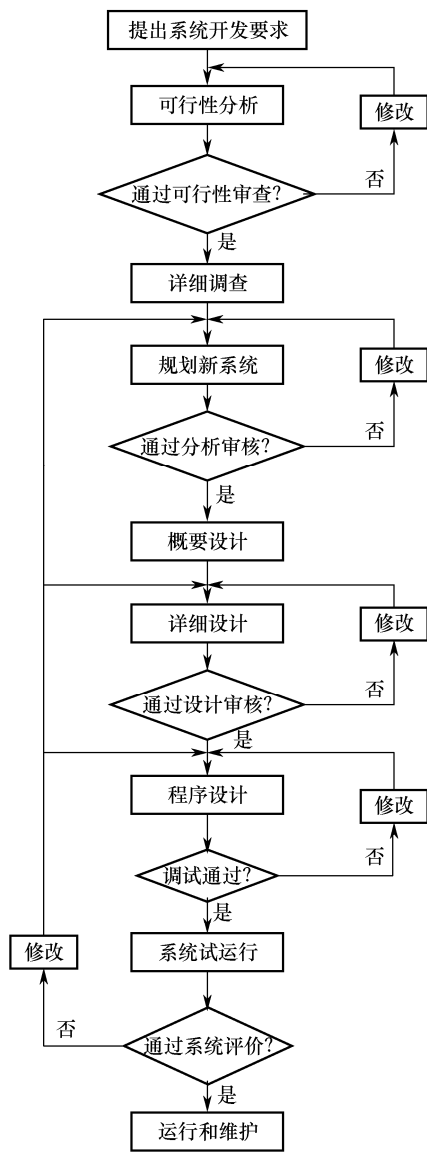 提出系统开发要求
可行性分析
修改
通过可行性审查?
否
是
详细调查
规划新系统
修改
通过分析审核?
否
是
概要设计
详细设计
修改
通过设计审核?
否
是
程序设计
修改
调试通过?
否
是
系统试运行
修改
通过系统评价?
否
是
运行和维护